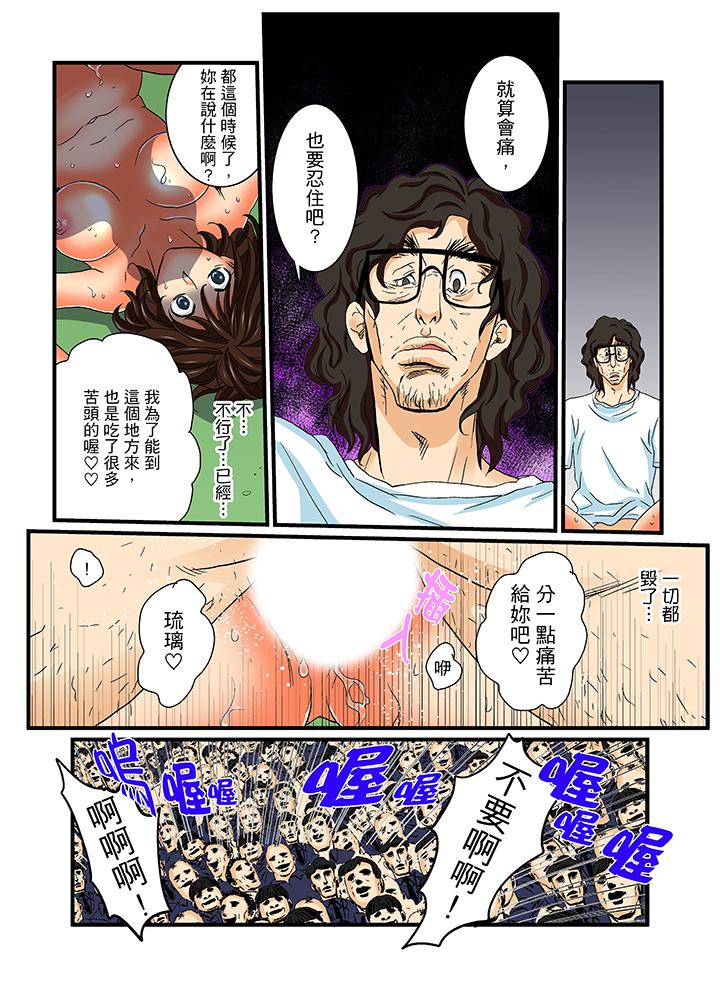 就算會痛，
也要忍住吧？
都這個時候了，
妳在說什麼啊？
不…
不行了…已經…
我為了能到
這個地方來，
也是吃了很多
苦頭的喔♡♡
一切都
毀了…
分一點痛苦
給妳吧♡
咿
插入
琉璃♡
！
喔
喔
喔
不要啊啊！
喔
喔
喔
喔
嗚
啊啊啊！